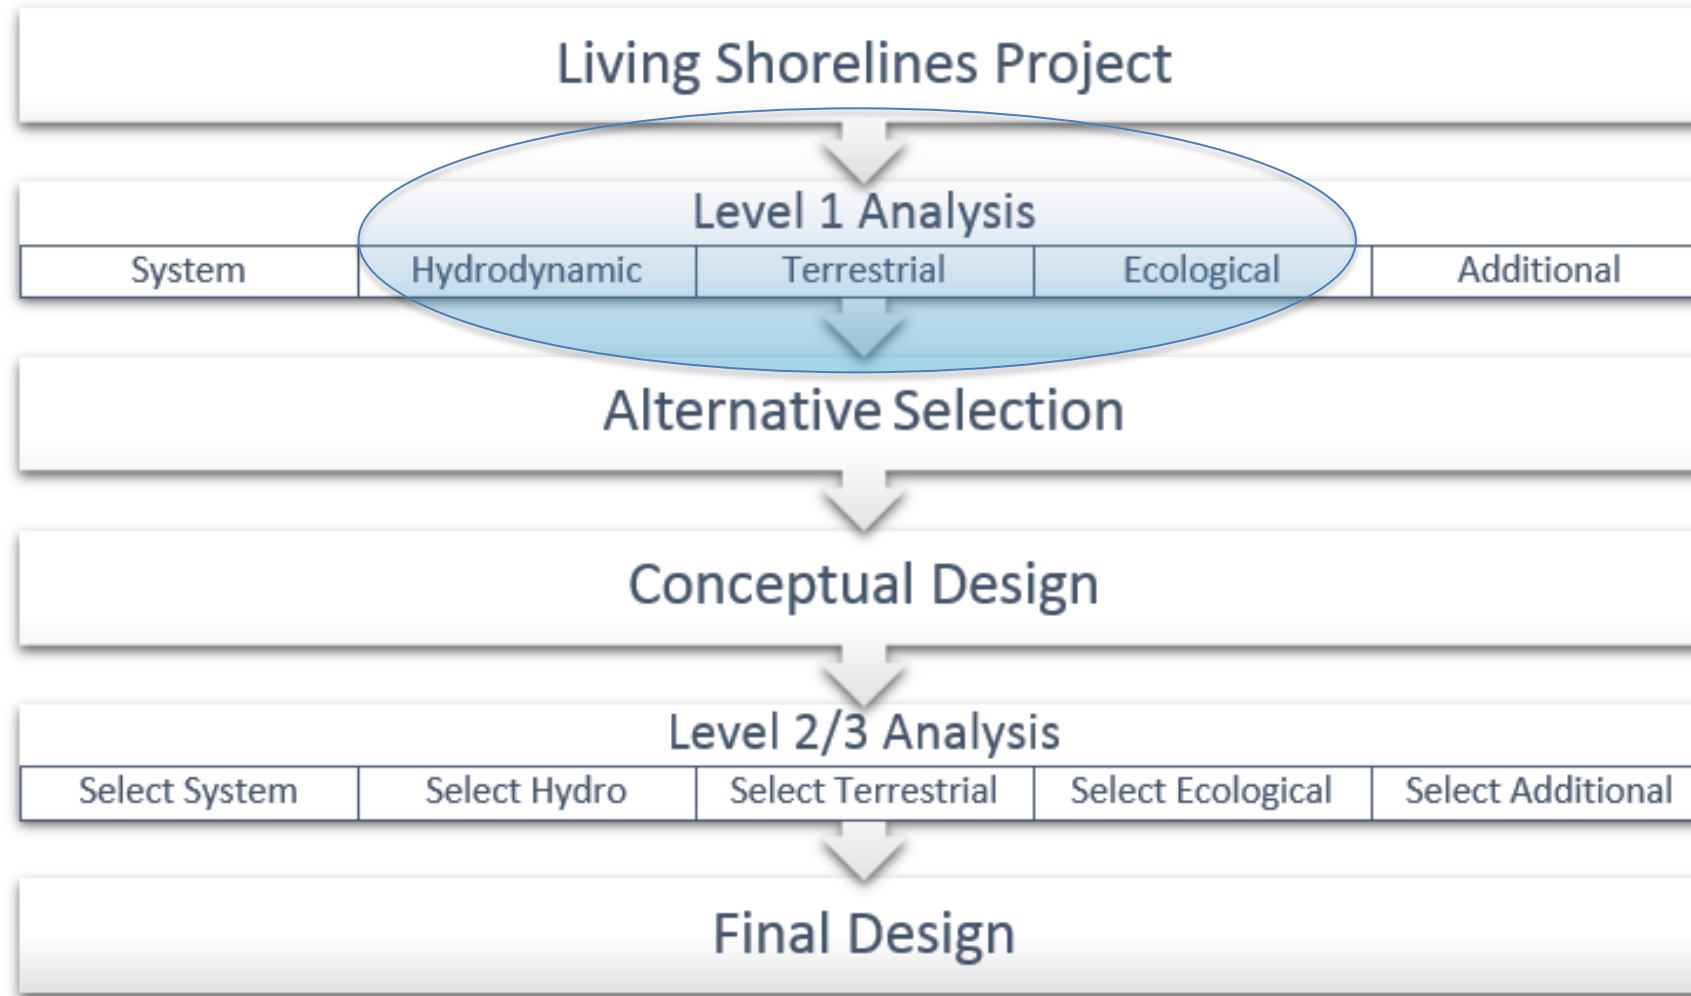 Living Shorelines Project
Level 1 Analysis
System Hydrodynamic Terrestrial Ecological Additional
Alternative Selection
Conceptual Design
Level 2/3 Analysis
Select System Select Hydro Select Terrestrial Select Ecological Select Additional
Final Design